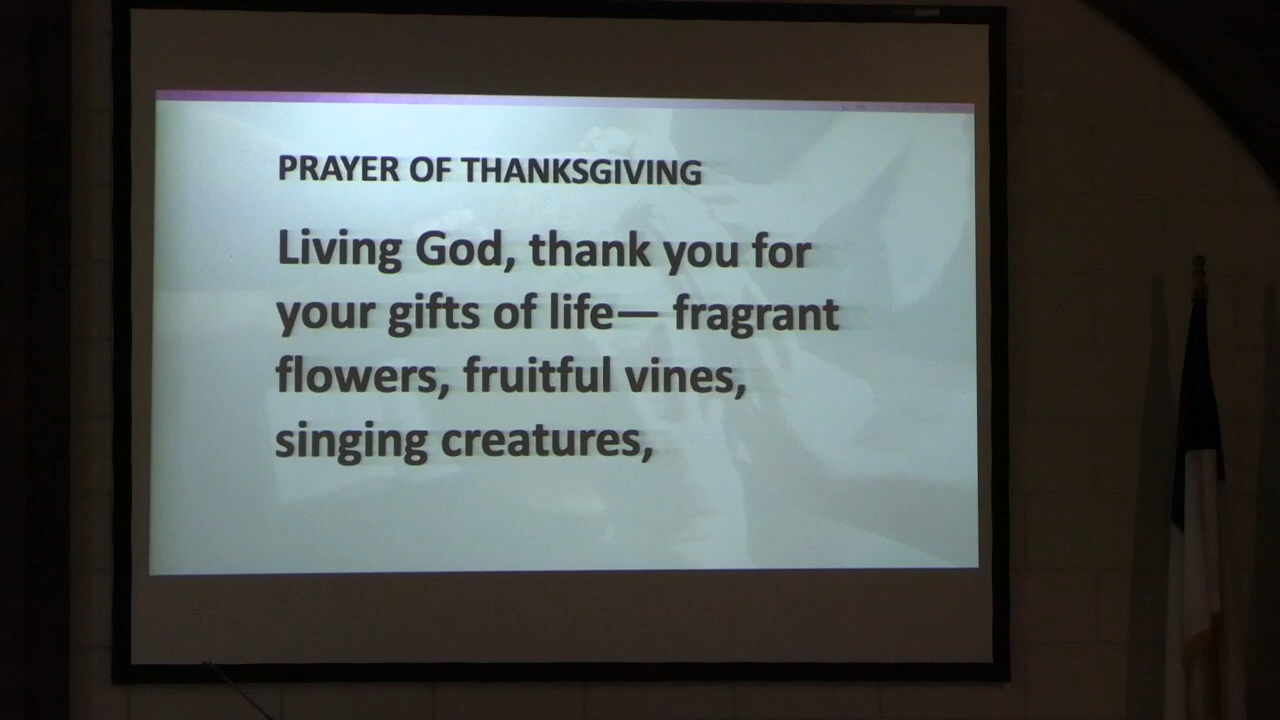 PRAYER OF THANKSGIVING
Living God, thank you for
your gifts of life— fragrant
flowers, fruitful vines,
singing creatures,